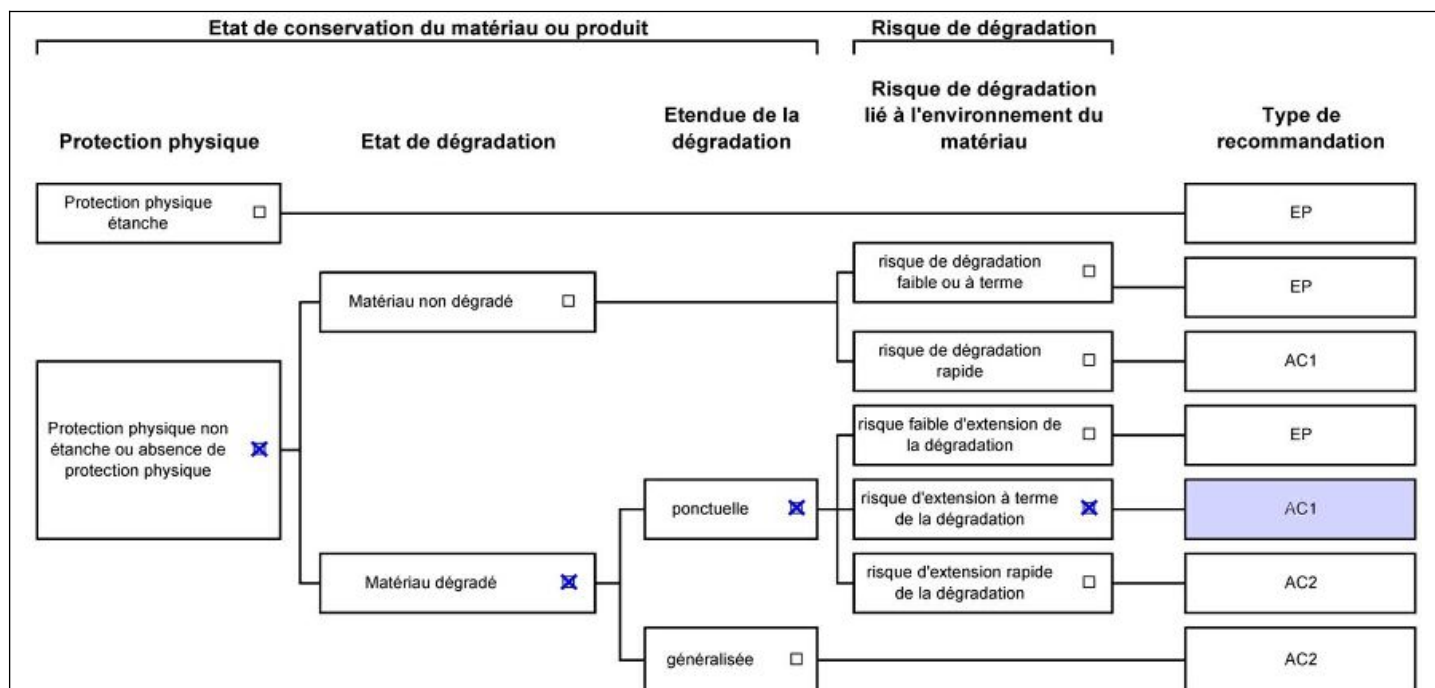 Etat de conservation du matériau ou produit
Risque de dégradation
Protection physique
Etat de dégradation
Etendue de la
dégradation
Risque de dégradation
lié à l'environnement du
matériau
Type de
recommandation
Protection physique
étanche
EP
Matériau non dégradé
risque de dégradation
faible ou à terme
EP
risque de dégradation
rapide
AC1
Protection physique non
étanche ou absence de
protection physique
risque faible d'extension de
la dégradation
EP
ponctuelle
risque d'extension à terme
de la dégradation
AC1
Matériau dégradé
risque d'extension rapide
de la dégradation
AC2
généralisée
AC2